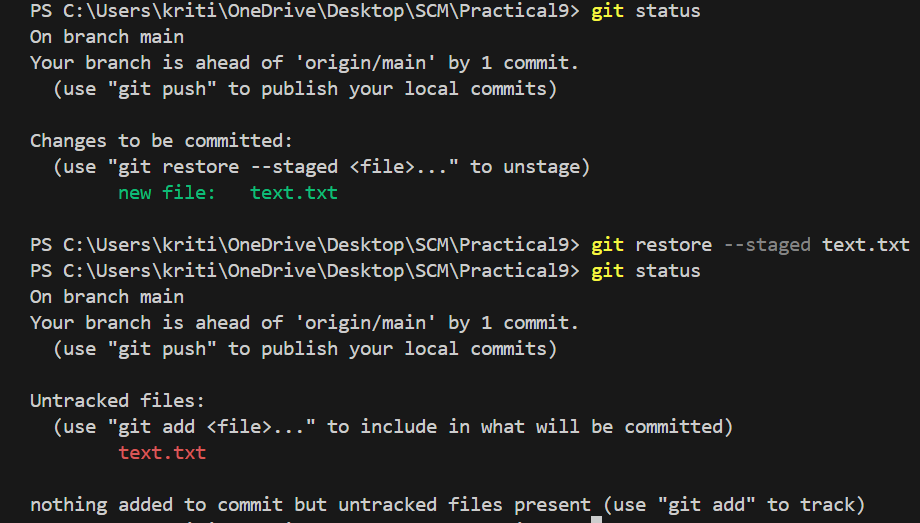 PS C:\Users\kriti\OneDrive\Desktop\SCM\Practical9> git status
On branch main
Your branch is ahead of 'origin/main' by 1 commit.
  (use "git push" to publish your local commits)

Changes to be committed:
  (use "git restore --staged <file>..." to unstage)
        new file:   text.txt

PS C:\Users\kriti\OneDrive\Desktop\SCM\Practical9> git restore --staged text.txt
PS C:\Users\kriti\OneDrive\Desktop\SCM\Practical9> git status
On branch main
Your branch is ahead of 'origin/main' by 1 commit.
  (use "git push" to publish your local commits)

Untracked files:
  (use "git add <file>..." to include in what will be committed)
        text.txt

nothing added to commit but untracked files present (use "git add" to track)